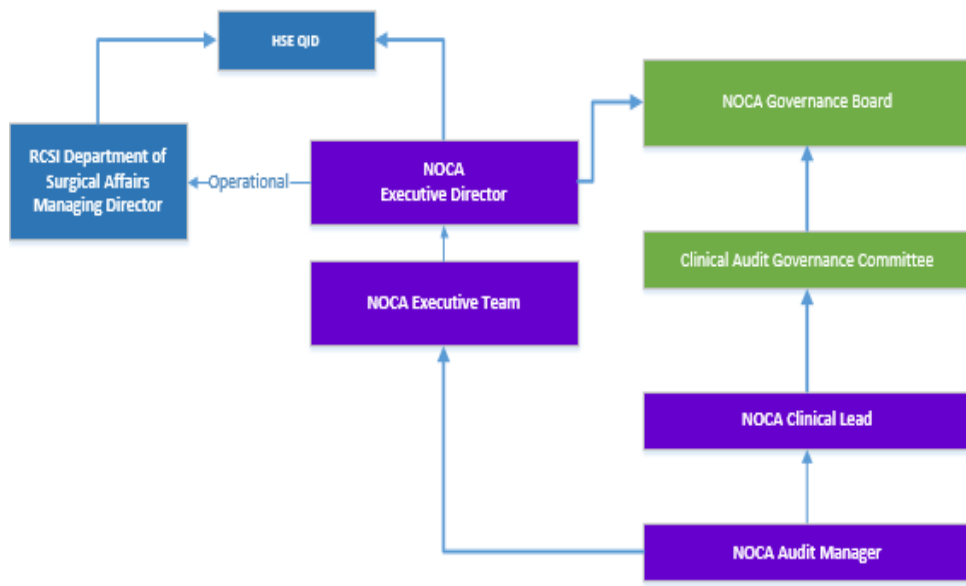 HSE QID
NOCA Governance Board
RCSI Department of
Surgical Affairs
Managing Director
Operational
NOCA
Executive Director
Clinical Audit Governance Committee
NOCA Executive Team
NOCA Clinical Lead
NOCA Audit Manager